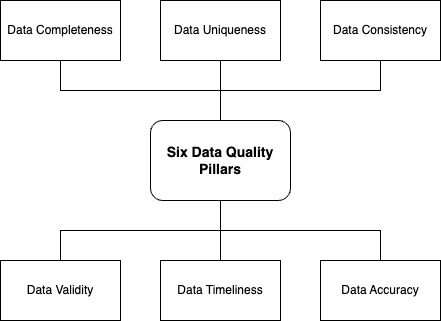 Data Completeness
Data Uniqueness
Data Consistency
Six Data Quality
Pillars
Data Validity
Data Timeliness
Data Accuracy